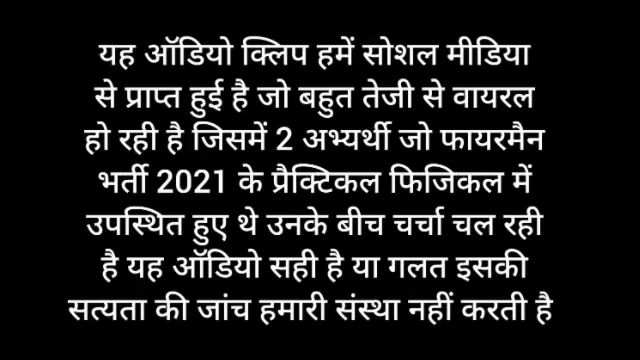 यह ऑडियो क्लिप हमें सोशल मीडिया
से प्राप्त हुई है जो बहुत तेजी से वायरल
हो रही है जिसमें 2 अभ्यर्थी जो फायरमैन
भर्ती 2021 के प्रैक्टिकल फिजिकल में
उपस्थित हुए थे उनके बीच चर्चा चल रही
है यह ऑडियो सही है या गलत इसकी
सत्यता की जांच हमारी संस्था नहीं करती है